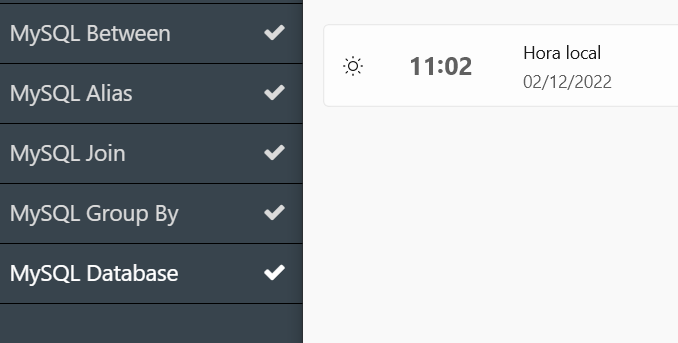 MySQL Between
MySQL Alias
MySQL Join
MySQL Group By
MySQL Database
11:02
Hora local
02/12/2022